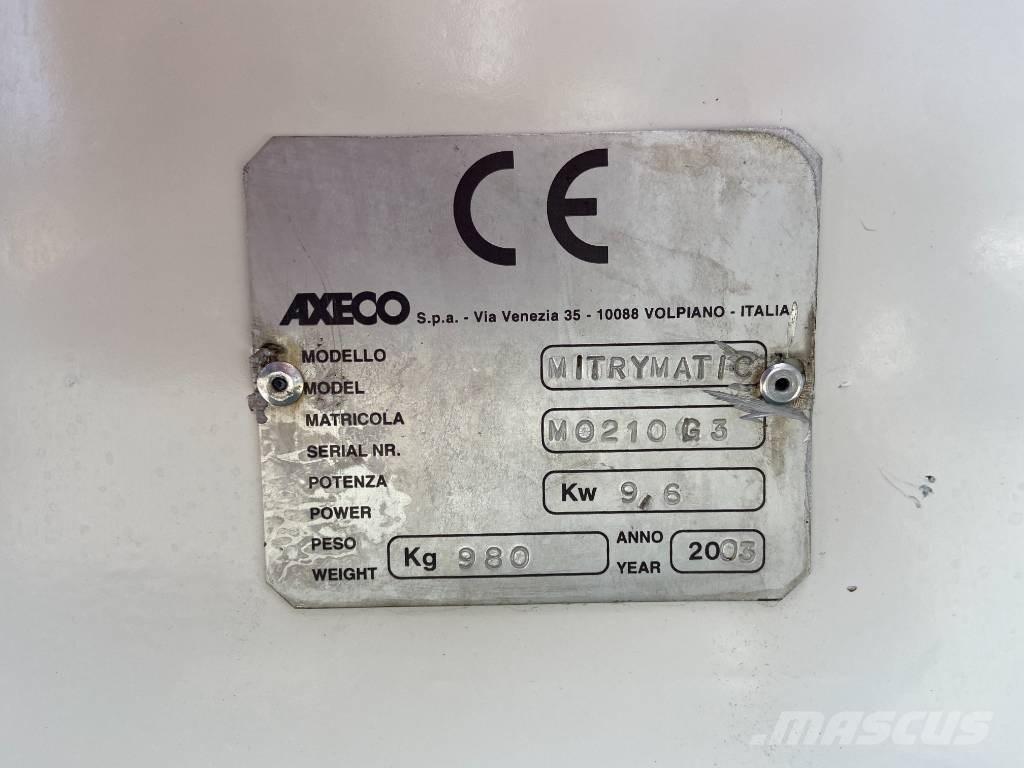 CE
AXECO S.p.a. - Via Venezia 35 - 10088 VOLPIANO - ITALIA
MODELLO
MODEL
MITRYMATIC
MATRICOLA
SERIAL NR.
M0210G3
POTENZA
POWER
Kw 9,6
PESO
WEIGHT
Kg 980
ANNO
YEAR
2003
MASCUS